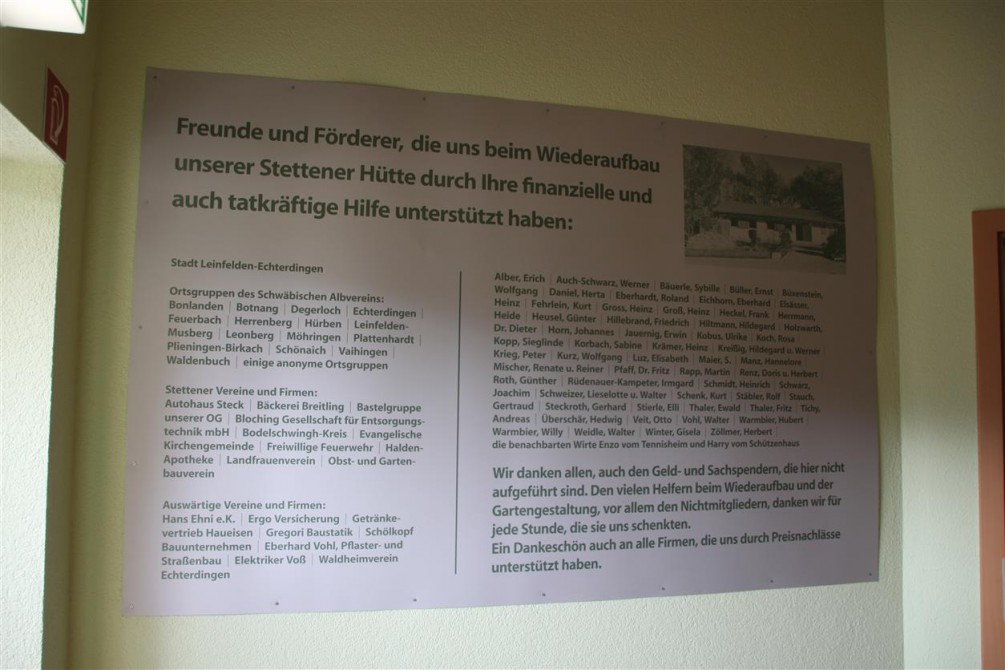 Freunde und Förderer, die uns beim Wiederaufbau
unserer Stettener Hütte durch Ihre finanzielle und
auch tatkräftige Hilfe unterstützt haben:
Stadt Leinfelden-Echterdingen
Ortsgruppen des Schwäbischen Albvereins:
Bonlanden | Botnang | Degerloch | Echterdingen |
Feuerbach | Herrenberg | Hürben | Leinfelden-
Musberg | Leonberg | Möhringen | Plattenhardt |
Plieningen-Birkach | Schönaich | Vaihingen |
Waldenbuch | einige anonyme Ortsgruppen
Stettener Vereine und Firmen:
Autohaus Steck | Bäckerei Breitling | Bastelgruppe
unserer OG | Bloching Gesellschaft für Entsorgungs-
technik mbH | Bodelschwingh-Kreis | Evangelische
Kirchengemeinde | Freiwillige Feuerwehr | Halden-
Apotheke | Landfrauenverein | Obst- und Garten-
bauverein
Auswärtige Vereine und Firmen:
Hans Ehni e.K. | Ergo Versicherung | Getränke-
vertrieb Haueisen | Gregori Baustatik | Schölkopf
Bauunternehmen | Eberhard Vohl, Pflaster- und
Straßenbau | Elektriker Voß | Waldheimverein
Echterdingen
Alber, Erich | Auch-Schwarz, Werner | Bäuerle, Sybille | Büller, Ernst | Bürenstein,
Wolfgang | Daniel, Herta | Eberhardt, Roland | Eichhorn, Eberhard | Elsässer,
Heinz | Fehrlein, Kurt | Gross, Heinz | Groß, Heinz | Heckel, Frank | Herrmann,
Heide | Heusel, Günter | Hillebrand, Friedrich | Hiltmann, Hildegard | Holzwarth,
Dr. Dieter | Horn, Johannes | Jauernig, Erwin | Kobus, Ulrike | Koch, Rosa
Kopp, Sieglinde | Korbach, Sabine | Krämer, Heinz | Kreißig, Hildegard u. Werner
Krieg, Peter | Kurz, Wolfgang | Luz, Elisabeth | Maier, S. | Manz, Hannelore
Mischer, Renate u. Reiner | Pfaff, Dr. Fritz | Rapp, Martin | Renz, Doris u. Herbert
Roth, Günther | Rüdenauer-Kampeter, Irmgard | Schmidt, Heinrich | Schwarz,
Joachim | Schweizer, Lieselotte u. Walter | Schenk, Kurt | Stäbler, Rolf | Stauch,
Gertraud | Steckroth, Gerhard | Stierle, Elli | Thaler, Ewald | Thaler, Fritz | Tichy,
Andreas | Überschär, Hedwig | Veit, Otto | Vohl, Walter | Warmbier, Hubert
Warmbier, Willy | Weidle, Walter | Winter, Gisela | Zöllmer, Herbert |
die benachbarten Wirte Enzo vom Tennisheim und Harry vom Schützenhaus
Wir danken allen, auch den Geld- und Sachspendern, die hier nicht
aufgeführt sind. Den vielen Helfern beim Wiederaufbau und der
Gartengestaltung, vor allem den Nichtmitgliedern, danken wir für
jede Stunde, die sie uns schenkten.
Ein Dankeschön auch an alle Firmen, die uns durch Preisnachlässe
unterstützt haben.